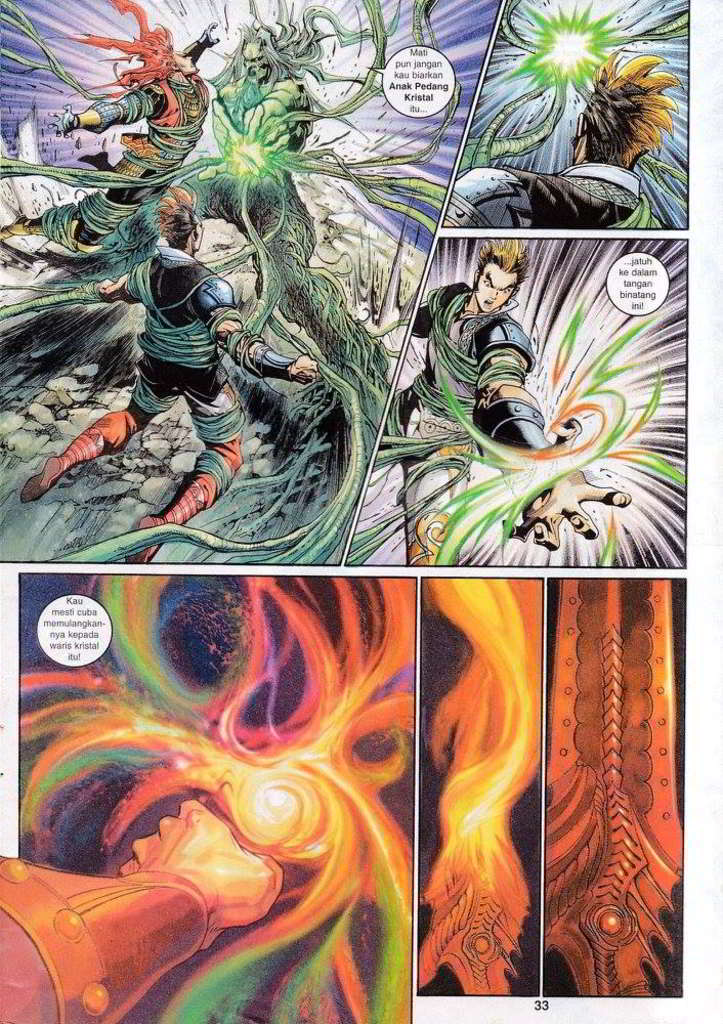 Mati
pun jangan
kau biarkan
Anak Pedang
Kristal
itu...
...jatuh
ke dalam
tangan
binatang
ini!
Kau
mesti cuba
memulangkan-
nya kepada
waris kristal
itu!
33